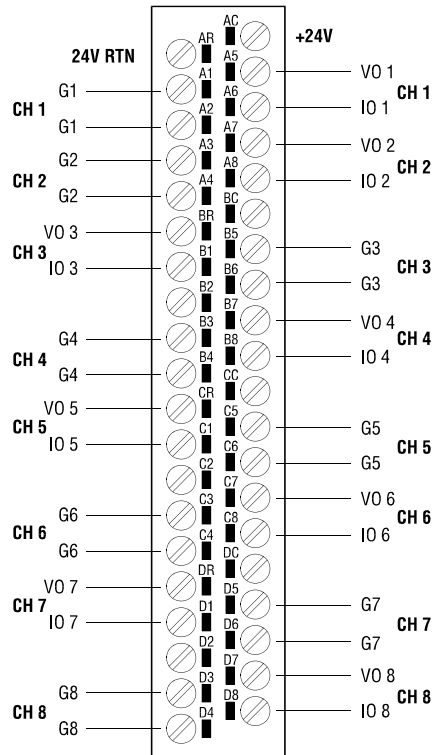 24V RTN
G1
CH 1
G1
G2
CH 2
G2
VO 3
CH 3
IO 3
G4
CH 4
G4
VO 5
CH 5
IO 5
G6
CH 6
G6
VO 7
CH 7
IO 7
G8
CH 8
G8
AR
A1
A2
A3
A4
BR
B1
B2
B3
B4
CR
C1
C2
C3
C4
DR
D1
D2
D3
D4
AC
A5
A6
A7
A8
BC
B5
B6
B7
B8
CC
C5
C6
C7
C8
DC
D5
D6
D7
D8
+24V
VO 1
CH 1
IO 1
VO 2
CH 2
IO 2
G3
CH 3
G3
VO 4
CH 4
IO 4
G5
CH 5
G5
VO 6
CH 6
IO 6
G7
CH 7
G7
VO 8
CH 8
IO 8